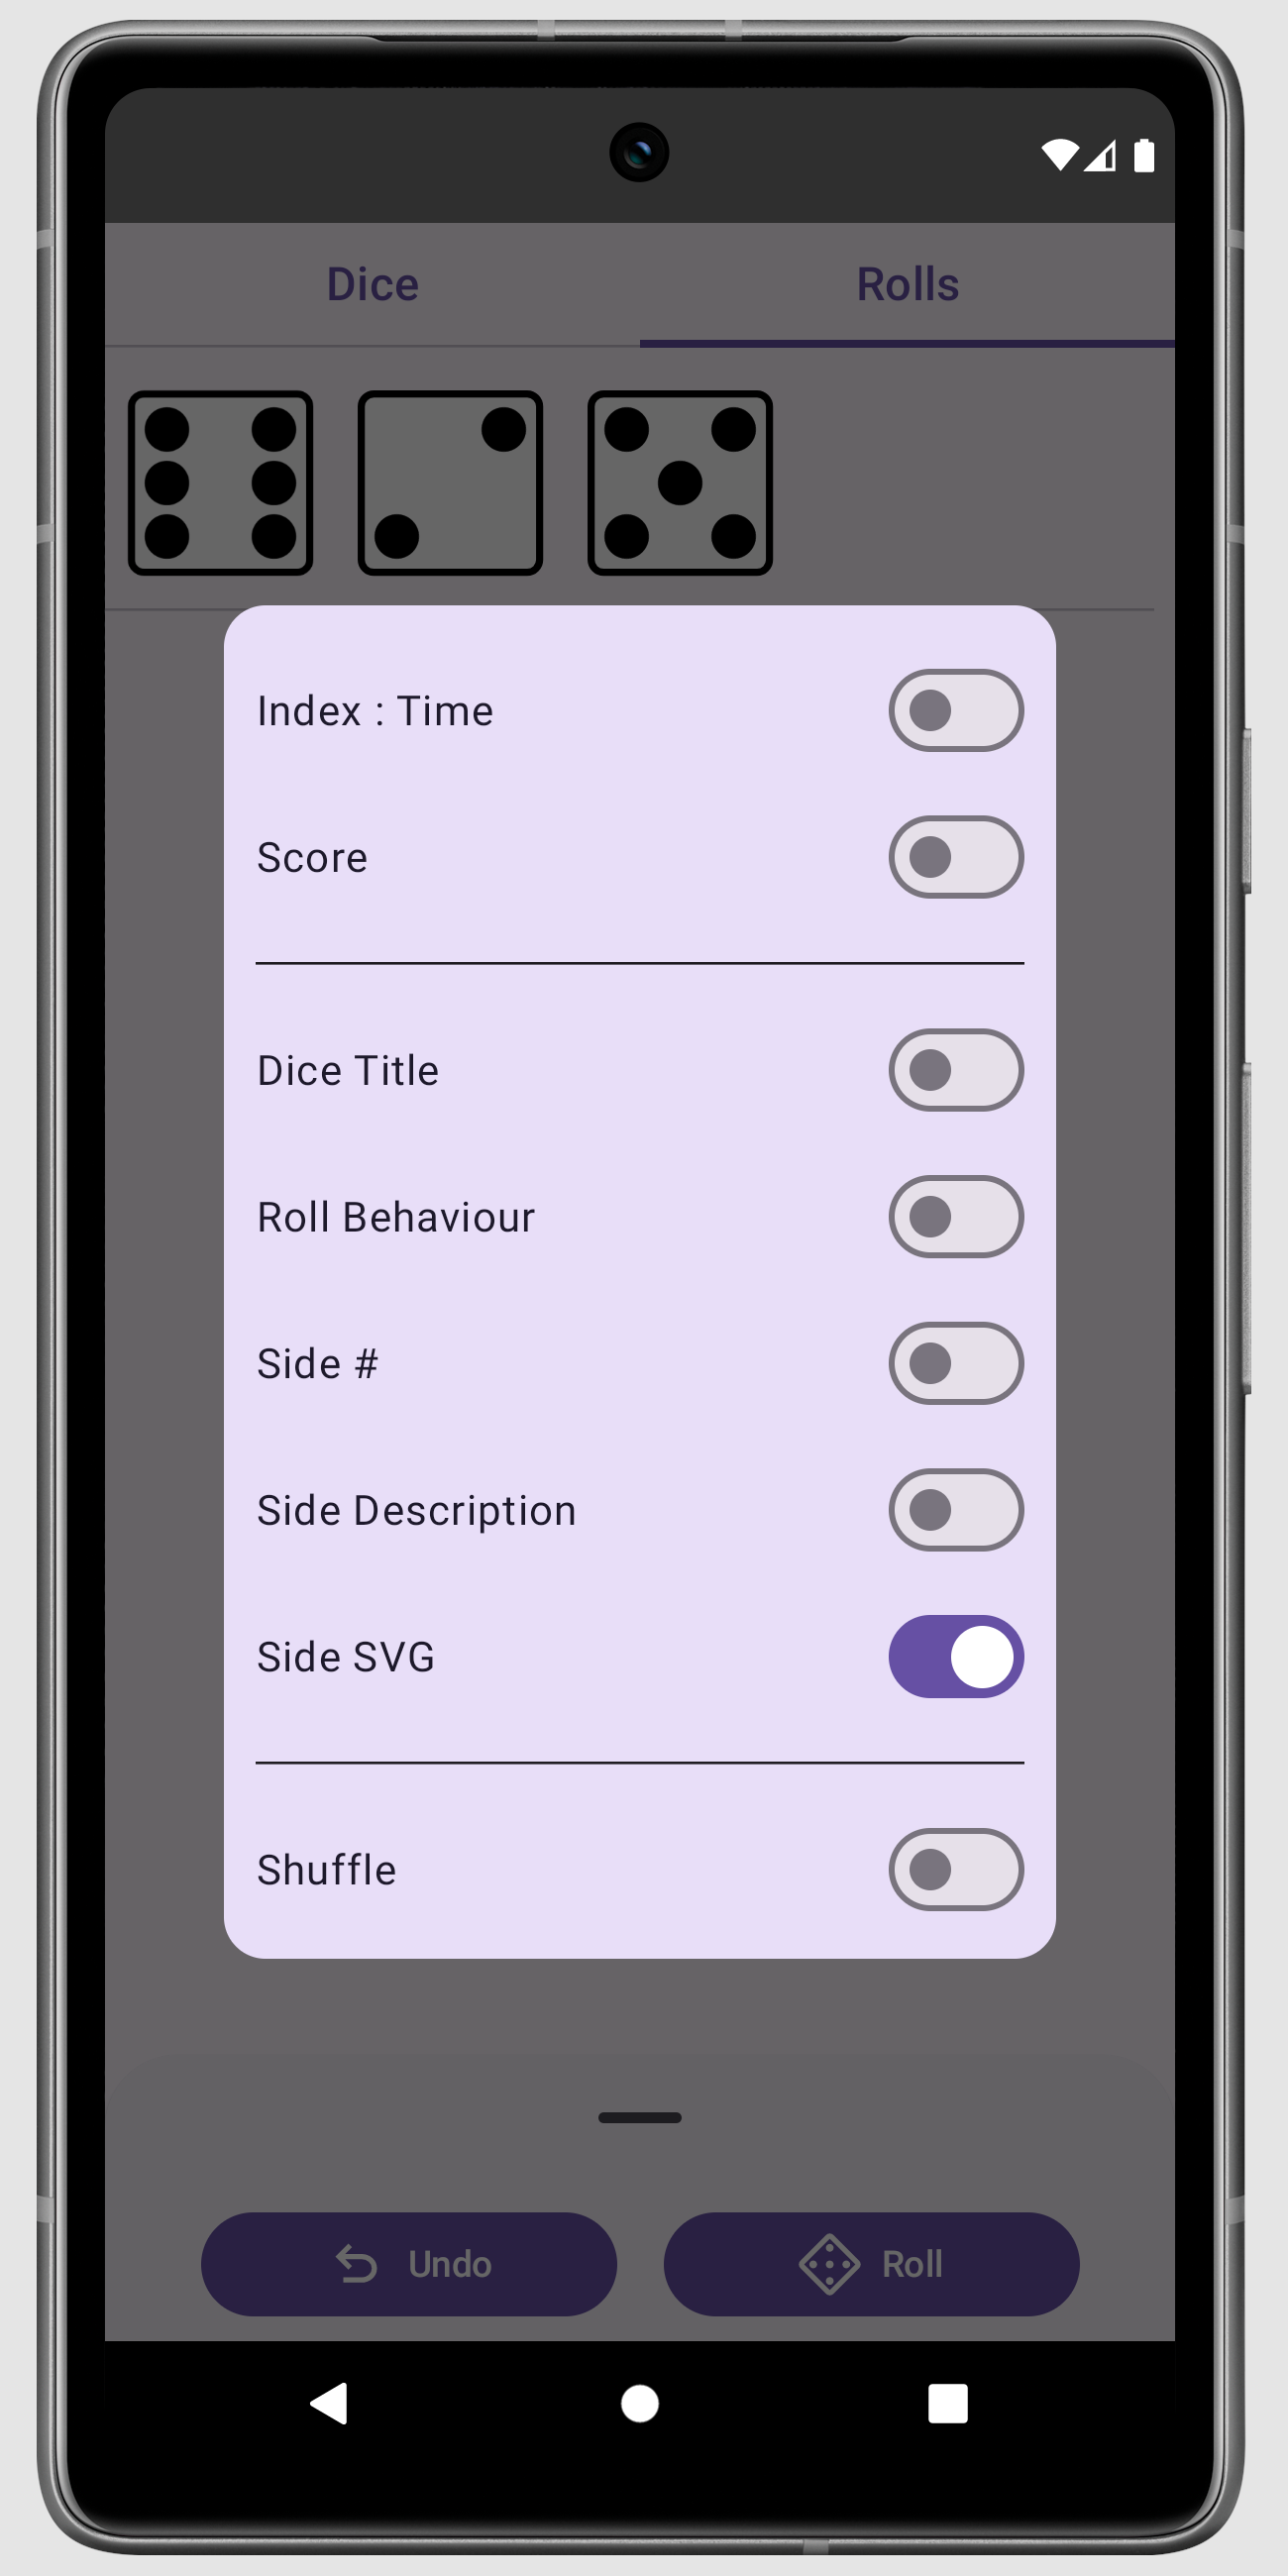 Dice
Rolls
Index : Time
Score
Dice Title
Roll Behaviour
Side #
Side Description
Side SVG
Shuffle
Undo
Roll